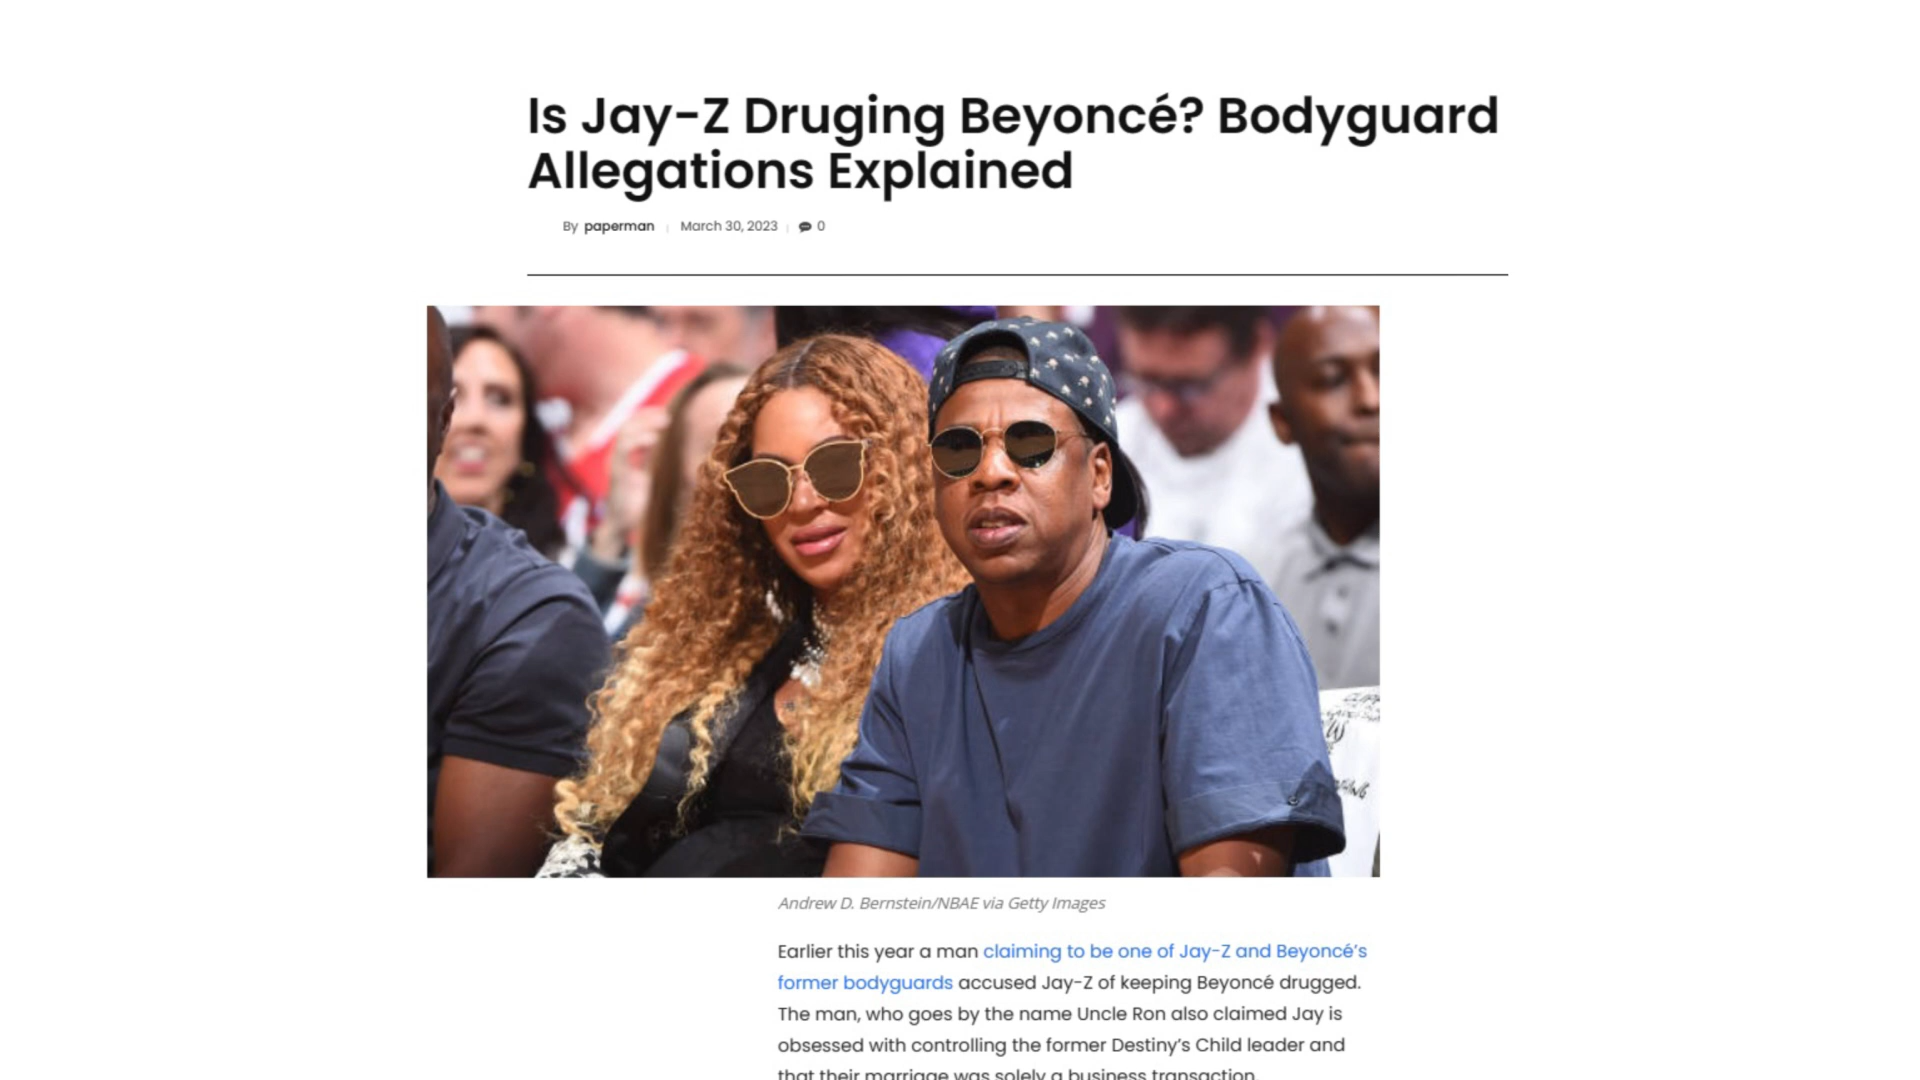 Is Jay-Z Druging Beyoncé? Bodyguard
Allegations Explained
By paperman | March 30, 2023 | 0
Andrew D. Bernstein/NBAE via Getty Images
Earlier this year a man claiming to be one of Jay-Z and Beyoncé's
former bodyguards accused Jay-Z of keeping Beyoncé drugged.
The man, who goes by the name Uncle Ron also claimed Jay is
obsessed with controlling the former Destiny's Child leader and
that their marriage was solely a business transaction.